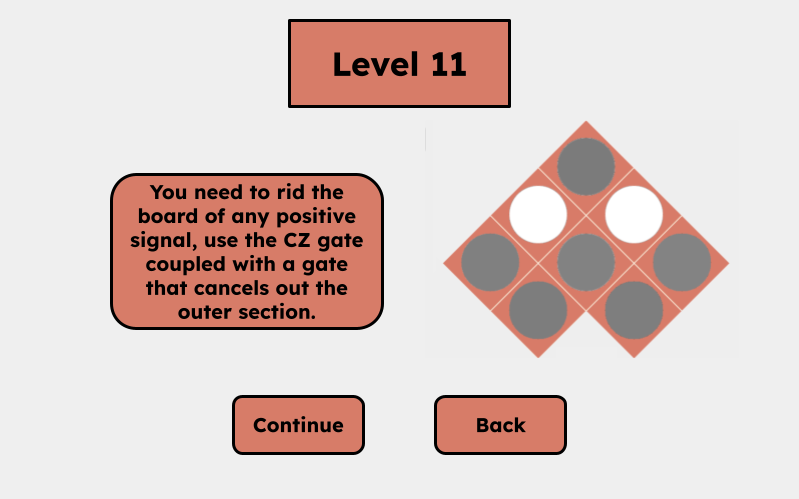 Level 11
You need to rid the
board of any positive
signal, use the CZ gate
coupled with a gate
that cancels out the
outer section.
Continue
Back